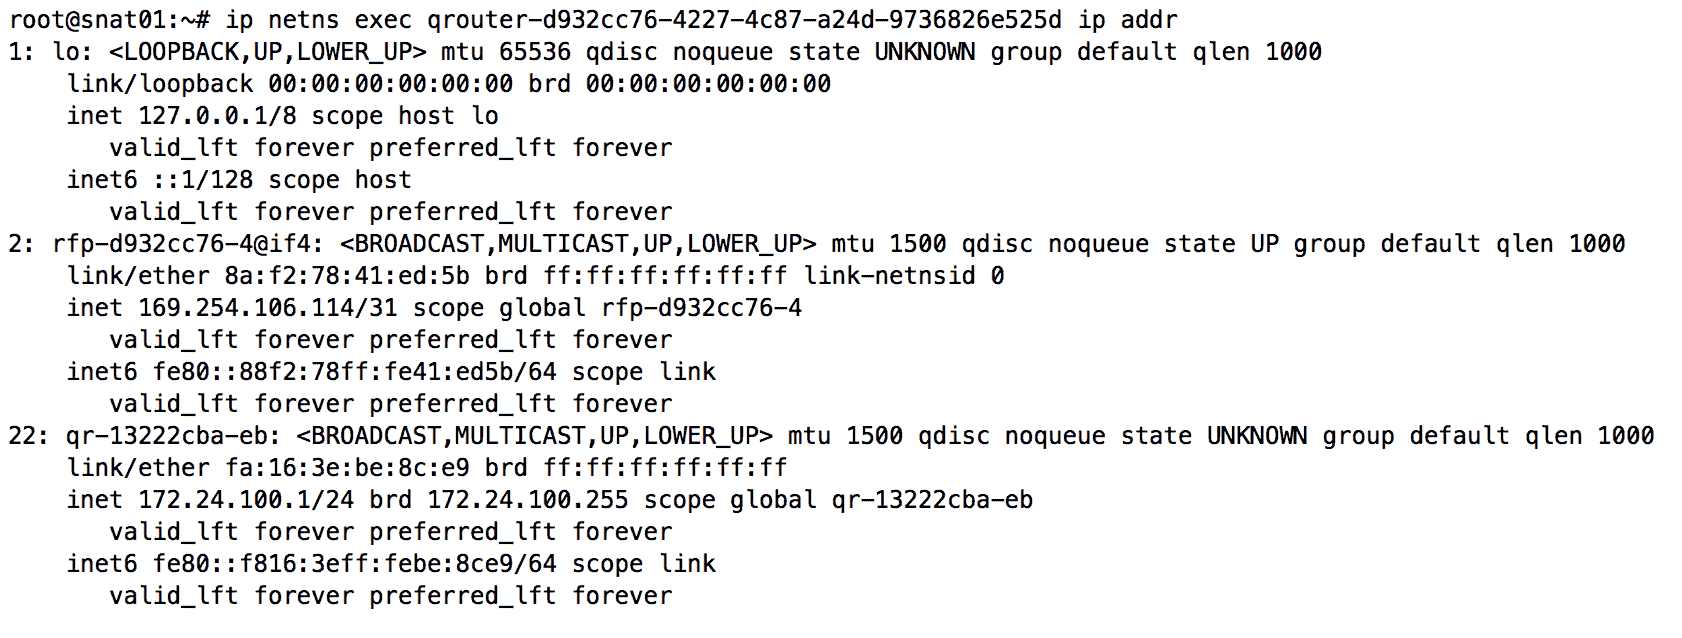 root@snat01:~# ip netns exec qrouter-d932cc76-4227-4c87-a24d-9736826e525d ip addr
1: lo: <LOOPBACK,UP,LOWER_UP> mtu 65536 qdisc noqueue state UNKNOWN group default qlen 1000
    link/loopback 00:00:00:00:00:00 brd 00:00:00:00:00:00
    inet 127.0.0.1/8 scope host lo
       valid_lft forever preferred_lft forever
    inet6 ::1/128 scope host
       valid_lft forever preferred_lft forever
2: rfp-d932cc76-4@if4: <BROADCAST,MULTICAST,UP,LOWER_UP> mtu 1500 qdisc noqueue state UP group default qlen 1000
    link/ether 8a:f2:78:41:ed:5b brd ff:ff:ff:ff:ff:ff link-netnsid 0
    inet 169.254.106.114/31 scope global rfp-d932cc76-4
       valid_lft forever preferred_lft forever
    inet6 fe80::88f2:78ff:fe41:ed5b/64 scope link
       valid_lft forever preferred_lft forever
22: qr-13222cba-eb: <BROADCAST,MULTICAST,UP,LOWER_UP> mtu 1500 qdisc noqueue state UNKNOWN group default qlen 1000
    link/ether fa:16:3e:be:8c:e9 brd ff:ff:ff:ff:ff:ff
    inet 172.24.100.1/24 brd 172.24.100.255 scope global qr-13222cba-eb
       valid_lft forever preferred_lft forever
    inet6 fe80::f816:3eff:febe:8ce9/64 scope link
       valid_lft forever preferred_lft forever